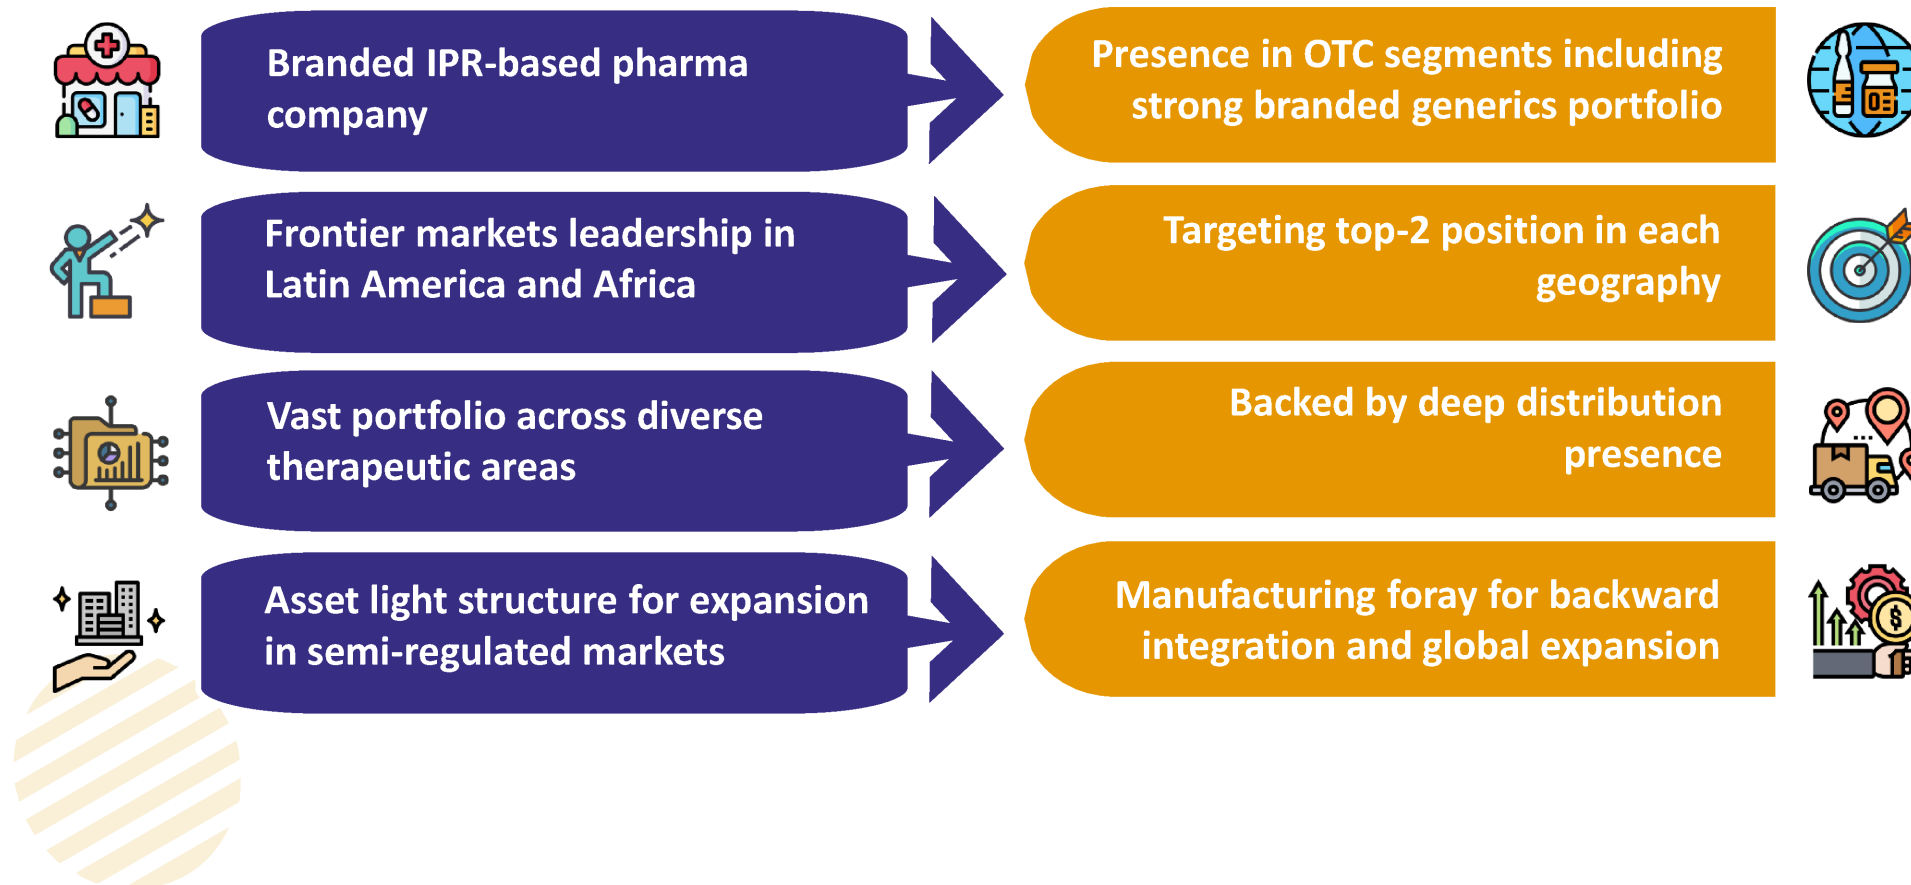 Branded IPR-based pharma
company
Presence in OTC segments including
strong branded generics portfolio
Frontier markets leadership in
Latin America and Africa
Targeting top-2 position in each
geography
Vast portfolio across diverse
therapeutic areas
Backed by deep distribution
presence
Asset light structure for expansion
in semi-regulated markets
Manufacturing foray for backward
integration and global expansion